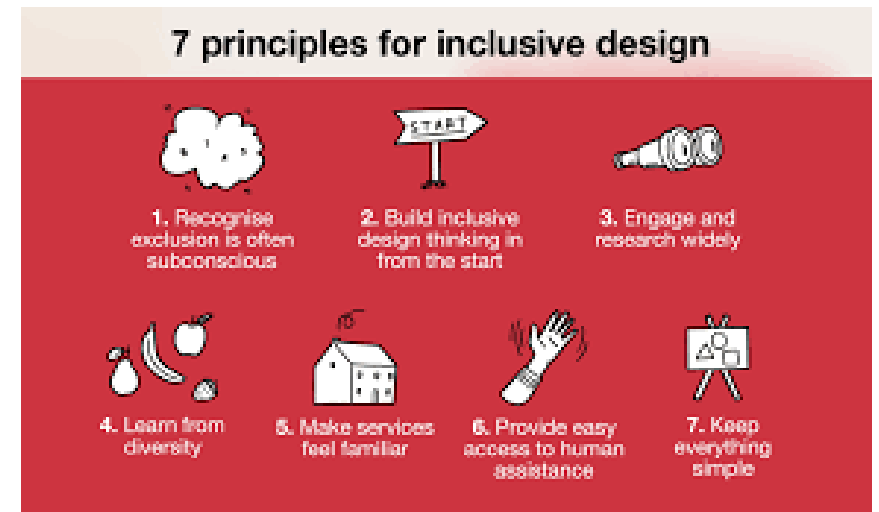 7 principles for inclusive design
START
1. Recognise
exclusion is often
subconscious
2. Build inclusive
design thinking in
from the start
3. Engage and
research widely
4. Learn from
diversity
5. Make services
feel familiar
6. Provide easy
access to human
assistance
7. Keep
everything
simple